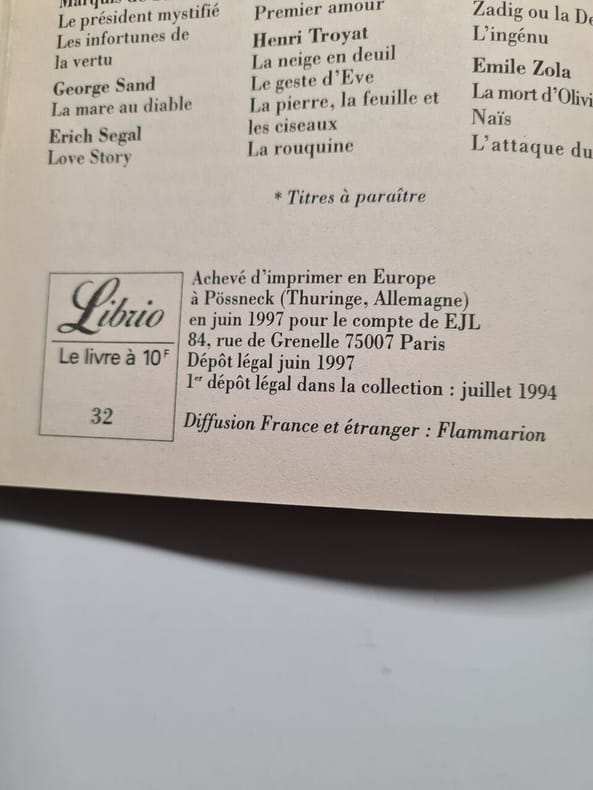 Le président mystifié
Les infortunes de
la vertu
George Sand
La mare au diable
Erich Segal
Love Story
Premier amour
Henri Troyat
La neige en deuil
Le geste d'Eve
La pierre, la feuille et
les ciseaux
La rouquine
Zadig ou la
L'ingénu
Emile Zola
La mort d'Olivi
Naïs
L'attaque du
* Titres à paraître
Librio
Le livre à 10F
32
Achevé d'imprimer en Europe
à Pössneck (Thuringe, Allemagne)
en juin 1997 pour le compte de EJL
84, rue de Grenelle 75007 Paris
Dépôt légal juin 1997
1er dépôt légal dans la collection : juillet 1994
Diffusion France et étranger : Flammarion